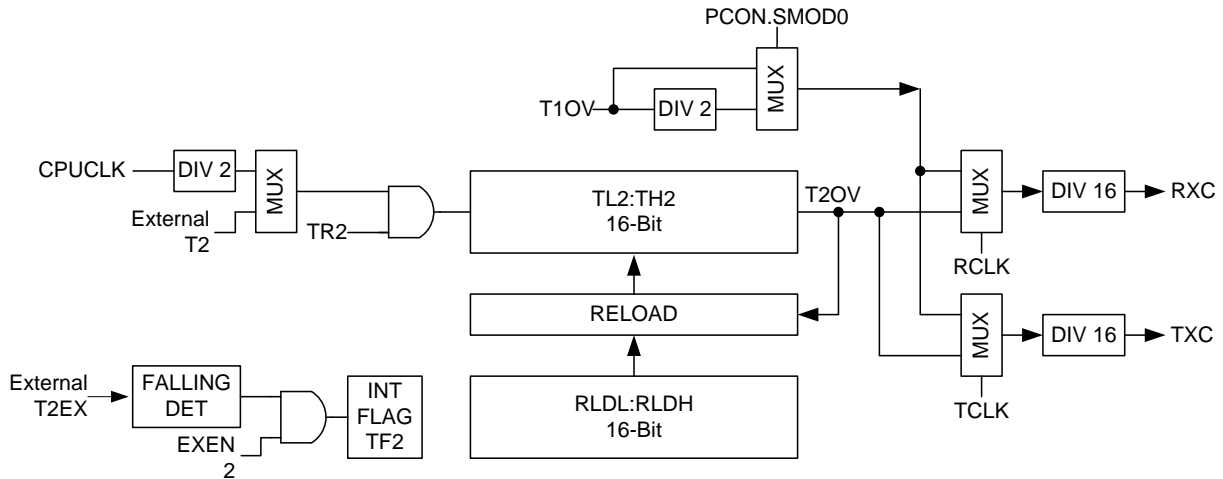 PCON.SMOD0
MUX
T1OV
DIV 2
CPUCLK
DIV 2
MUX
External
T2
TR2
TL2:TH2
16-Bit
T2OV
MUX
DIV 16
RXC
RCLK
RELOAD
MUX
DIV 16
TXC
TCLK
External
T2EX
FALLING
DET
EXEN
2
INT
FLAG
TF2
RLDL:RLDH
16-Bit